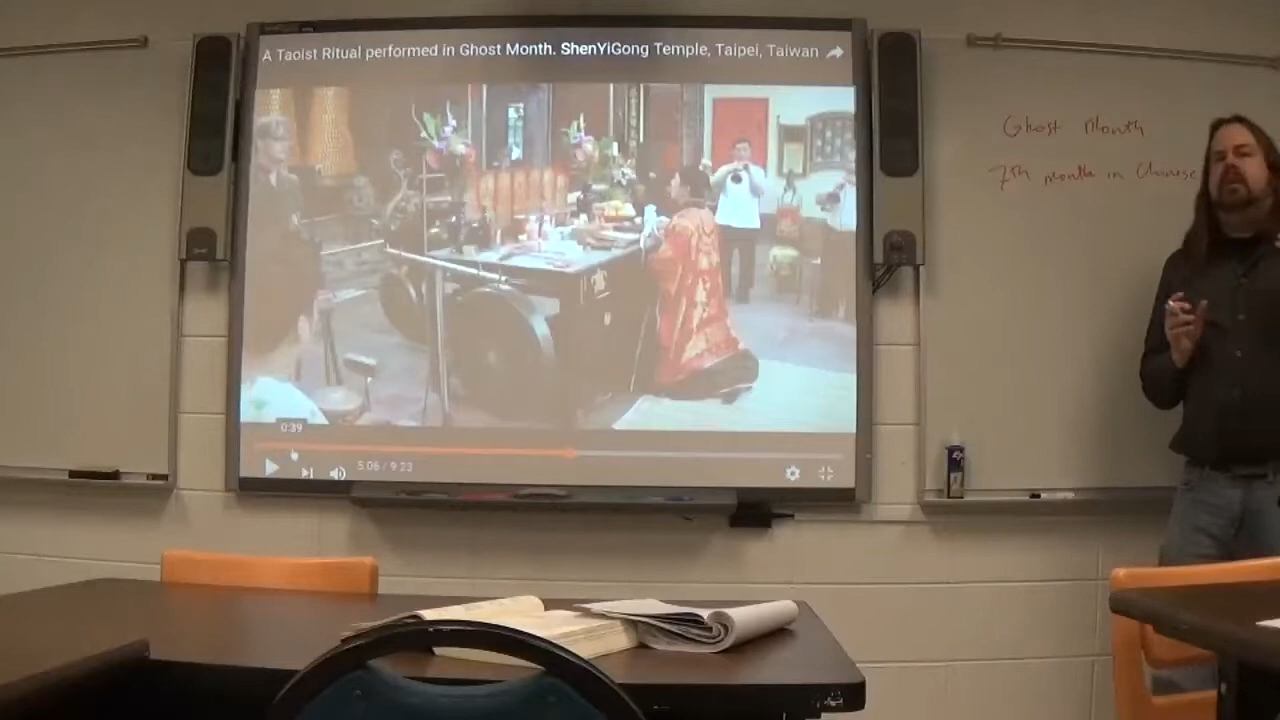 A Taoist Ritual performed in Ghost Month. ShenYiGong Temple, Taipei, Taiwan
Ghost Month
7th month in Chinese
0:39
5:06 / 9:23